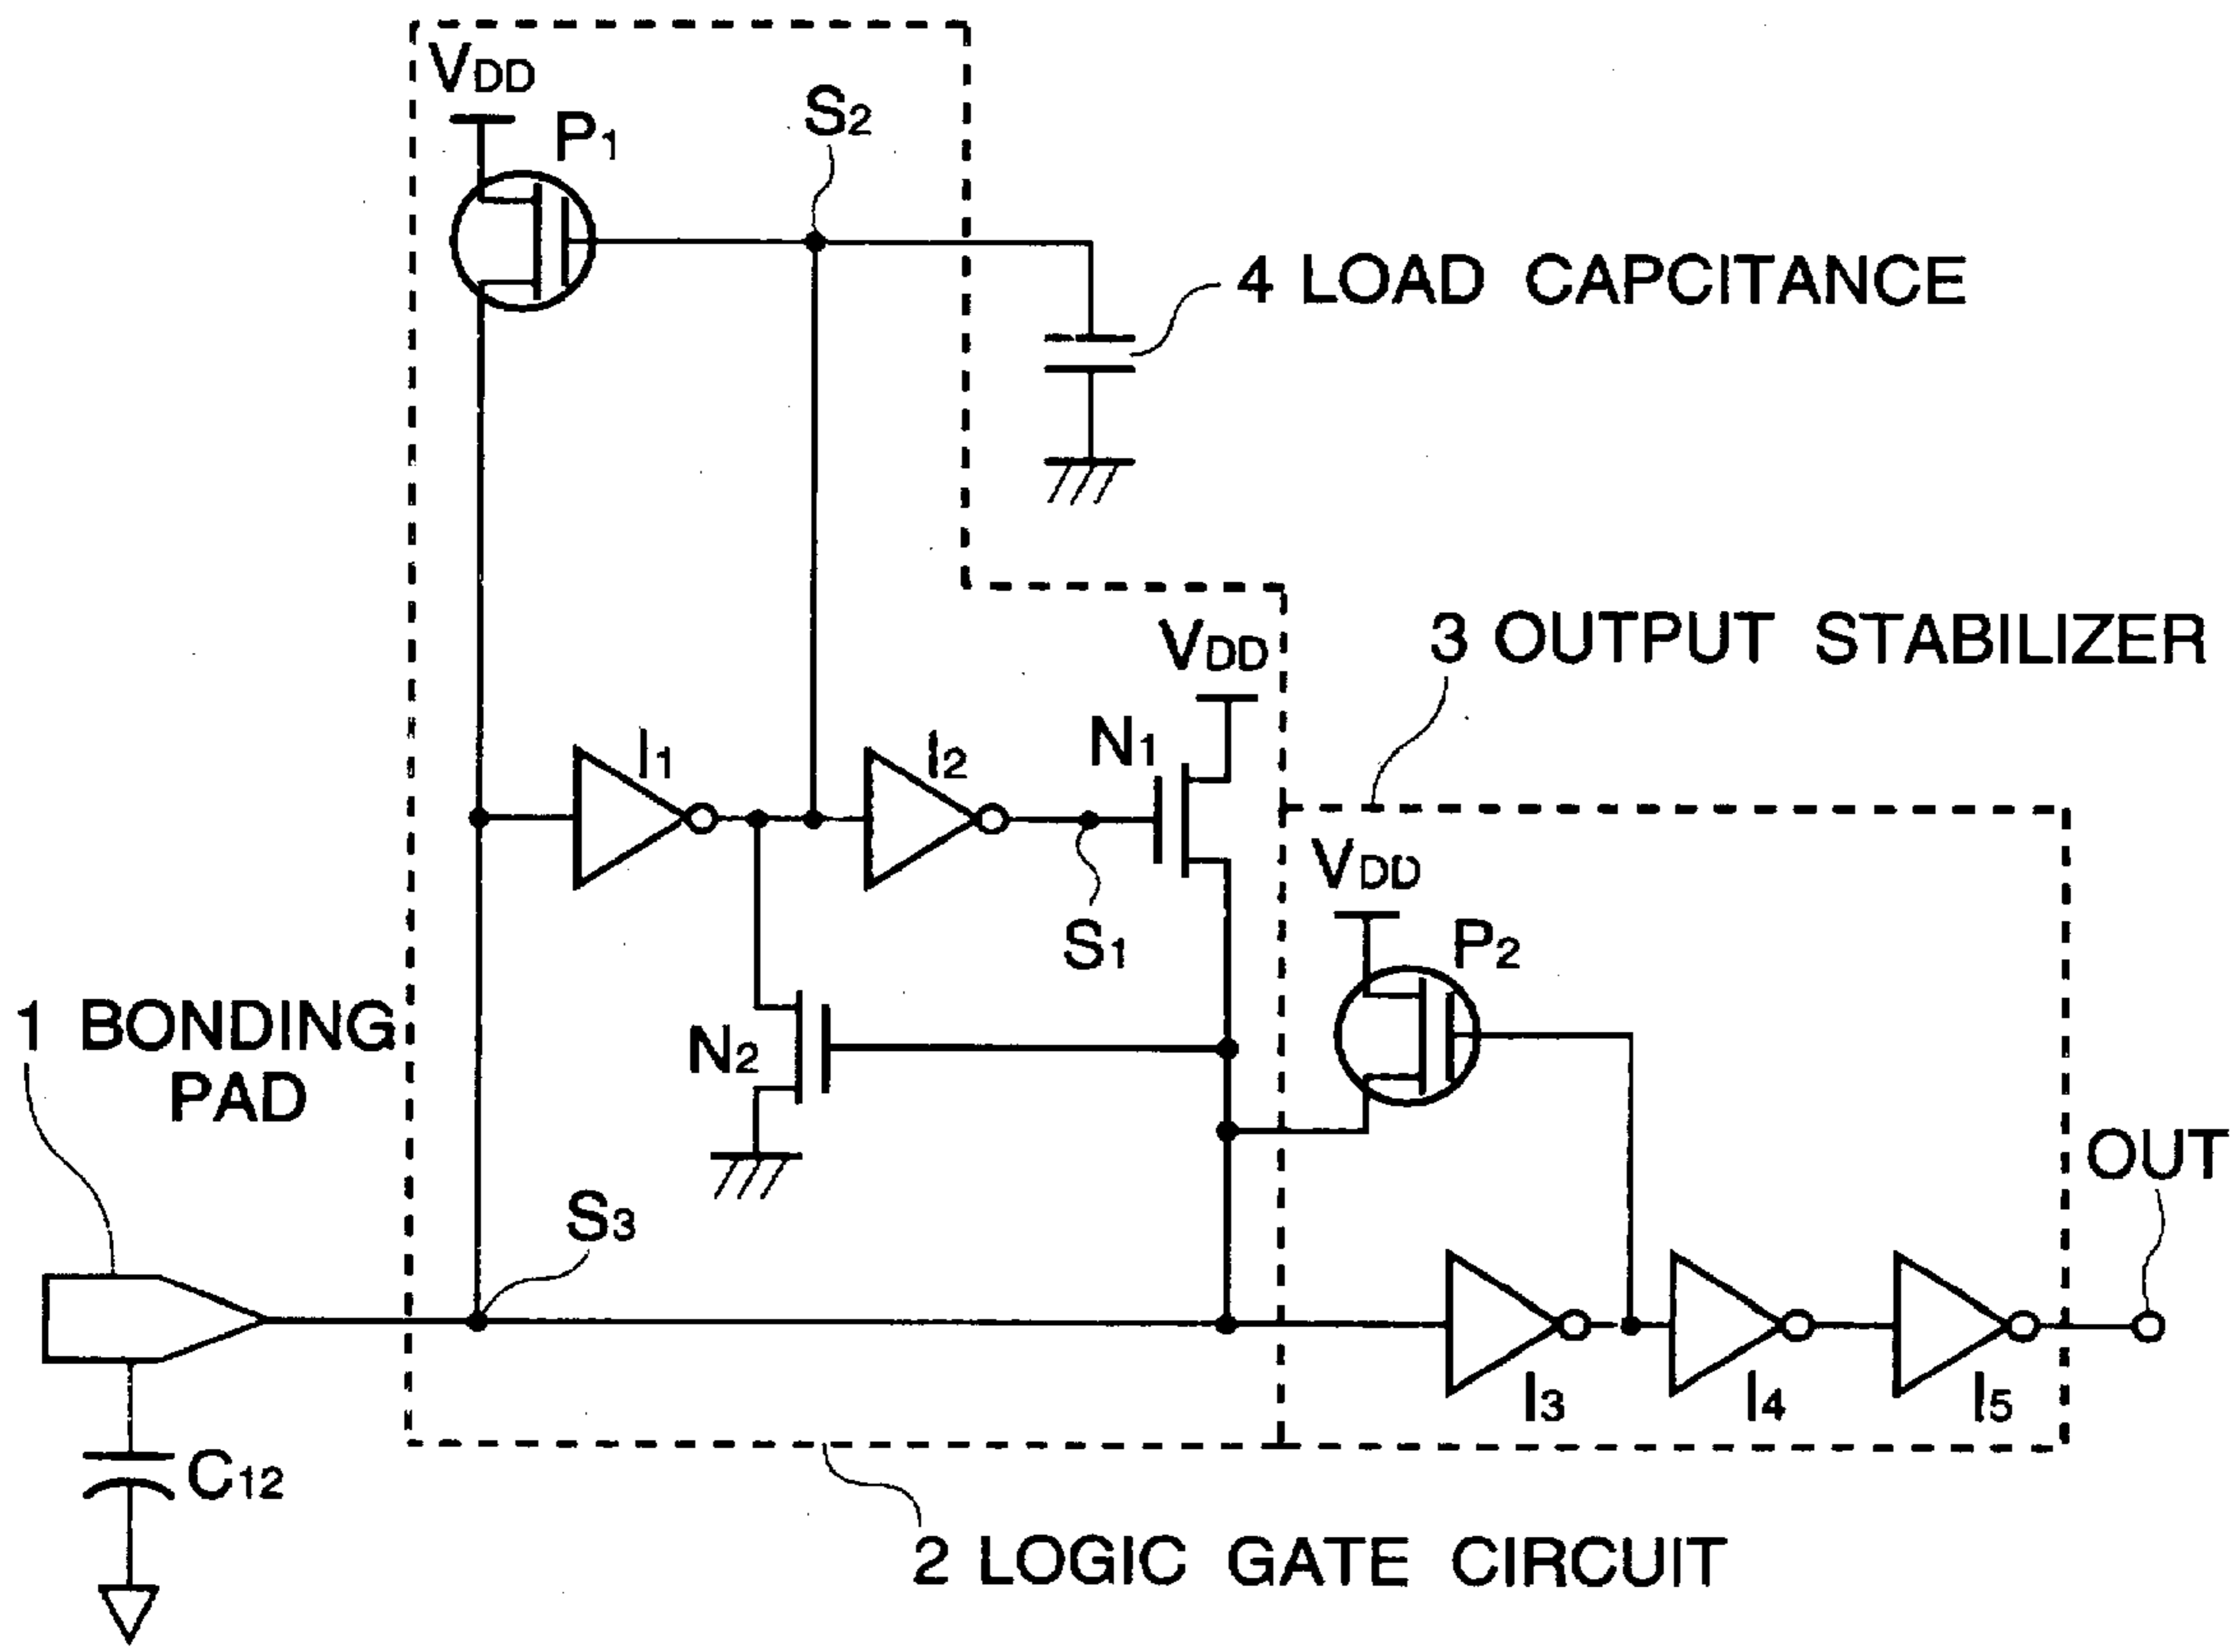 VDD
P1
S2
4 LOAD CAPCITANCE
3 OUTPUT STABILIZER
VDD
I1
I2
N1
VDD
S1
P2
1 BONDING
PAD
N2
OUT
S3
I3
I4
I5
C12
2 LOGIC GATE CIRCUIT